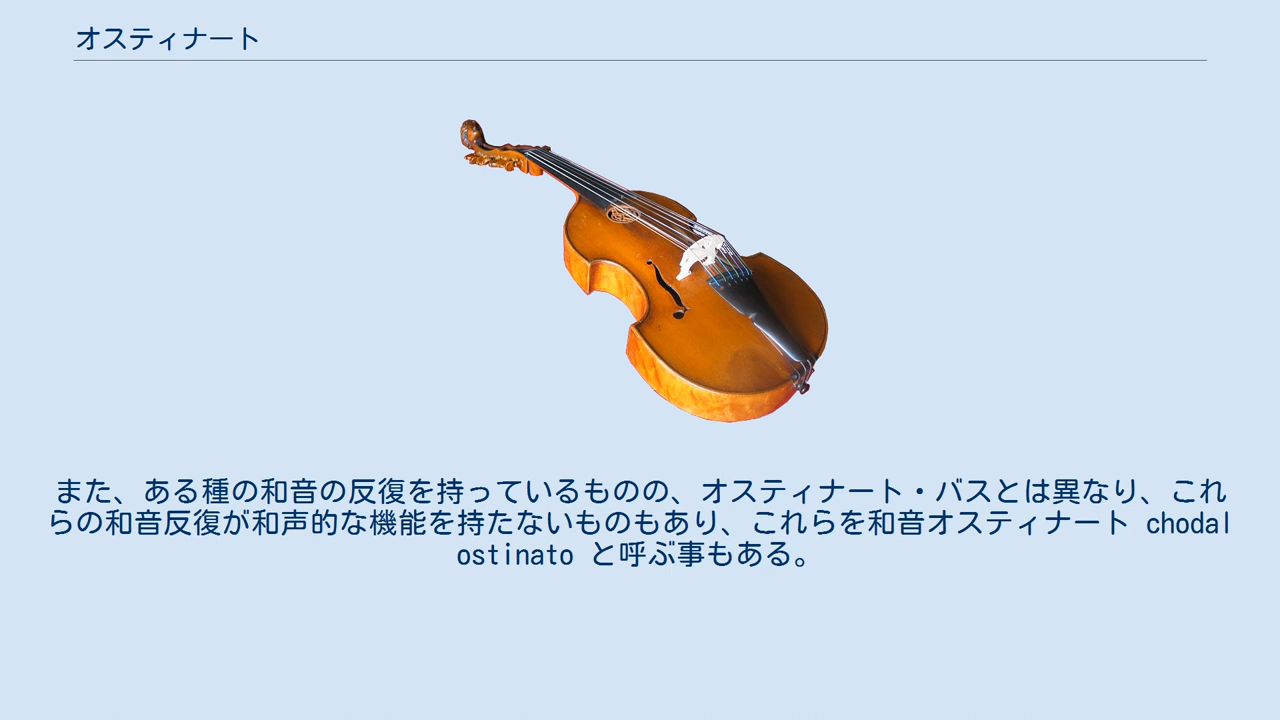 オスティナート
また、ある種の和音の反復を持っているものの、オスティナート・バスとは異なり、これ
らの和音反復が和声的な機能を持たないものもあり、これらを和音オスティナート chodal
ostinato と呼ぶ事もある。